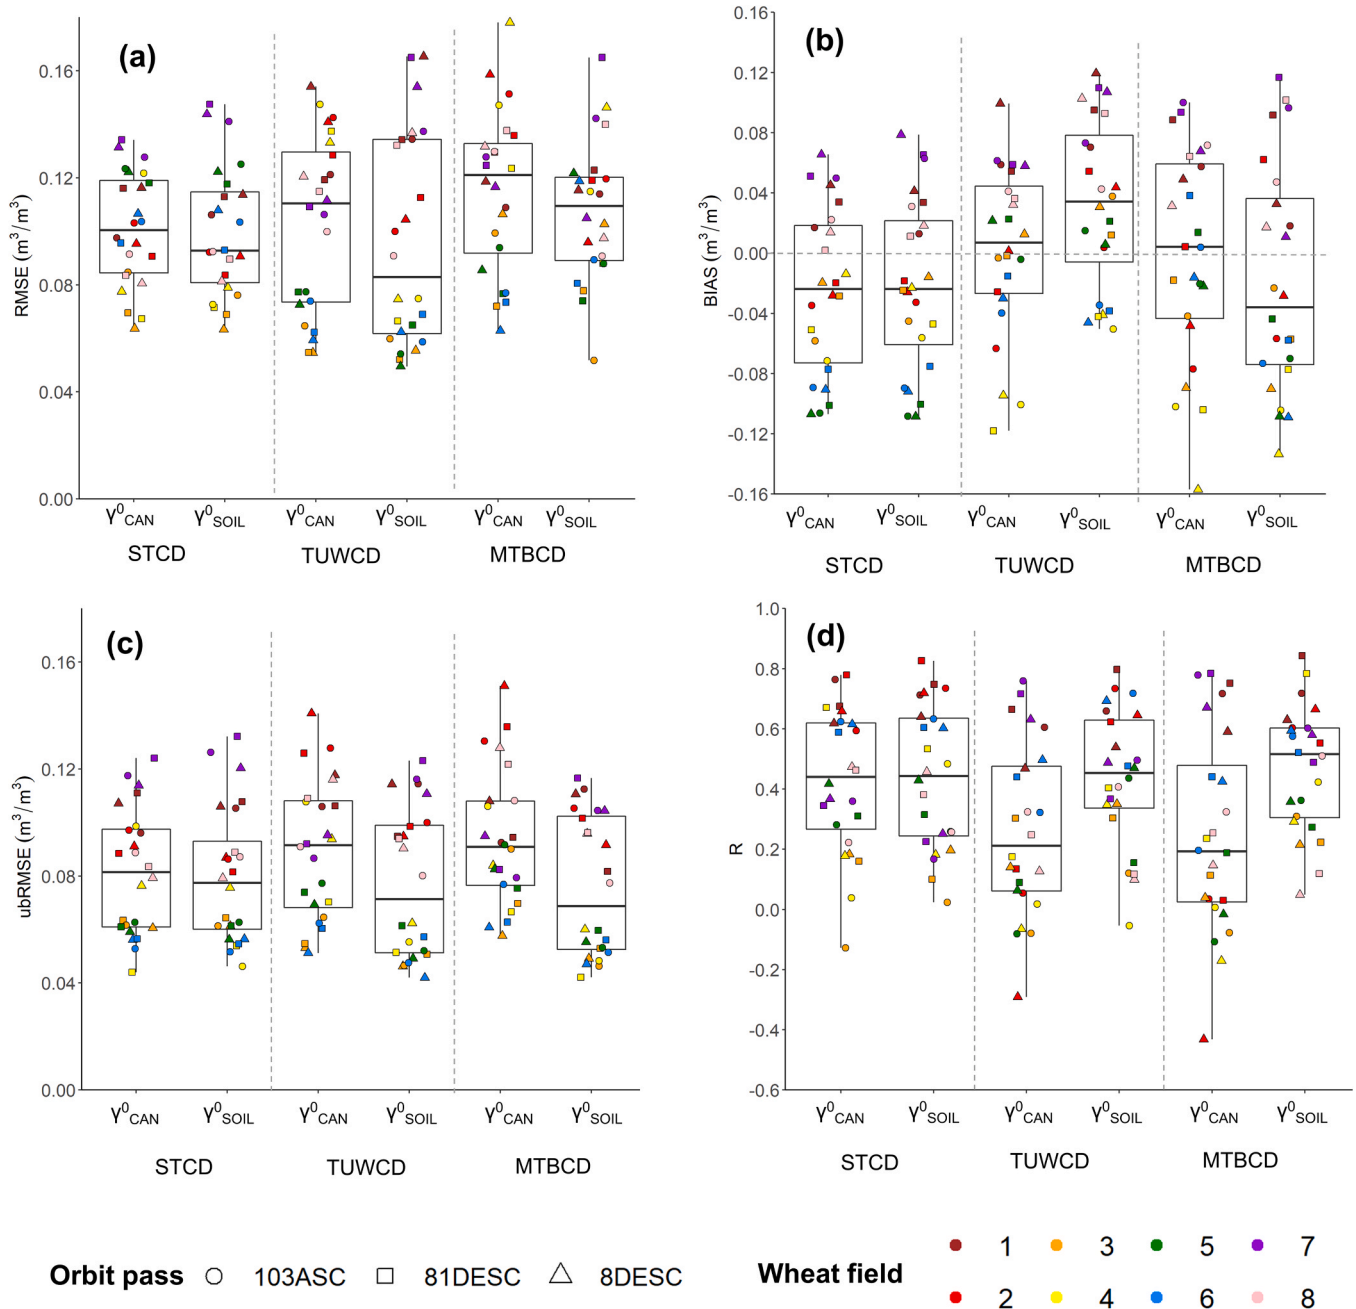 (a)
RMSE (m³/m³)
0.16
0.12
0.08
0.04
0.00
γ⁰CAN γ⁰SOIL γ⁰CAN γ⁰SOIL γ⁰CAN γ⁰SOIL
STCD TUWCD MTBCD
(b)
BIAS (m³/m³)
0.16
0.12
0.08
0.04
0.00
-0.04
-0.08
-0.12
-0.16
γ⁰CAN γ⁰SOIL γ⁰CAN γ⁰SOIL γ⁰CAN γ⁰SOIL
STCD TUWCD MTBCD
(c)
ubRMSE (m³/m³)
0.16
0.12
0.08
0.04
0.00
γ⁰CAN γ⁰SOIL γ⁰CAN γ⁰SOIL γ⁰CAN γ⁰SOIL
STCD TUWCD MTBCD
(d)
R
1.0
0.8
0.6
0.4
0.2
0.0
-0.2
-0.4
-0.6
γ⁰CAN γ⁰SOIL γ⁰CAN γ⁰SOIL γ⁰CAN γ⁰SOIL
STCD TUWCD MTBCD
Orbit pass 103ASC 81DESC 8DESC
Wheat field
1 3 5 7
2 4 6 8